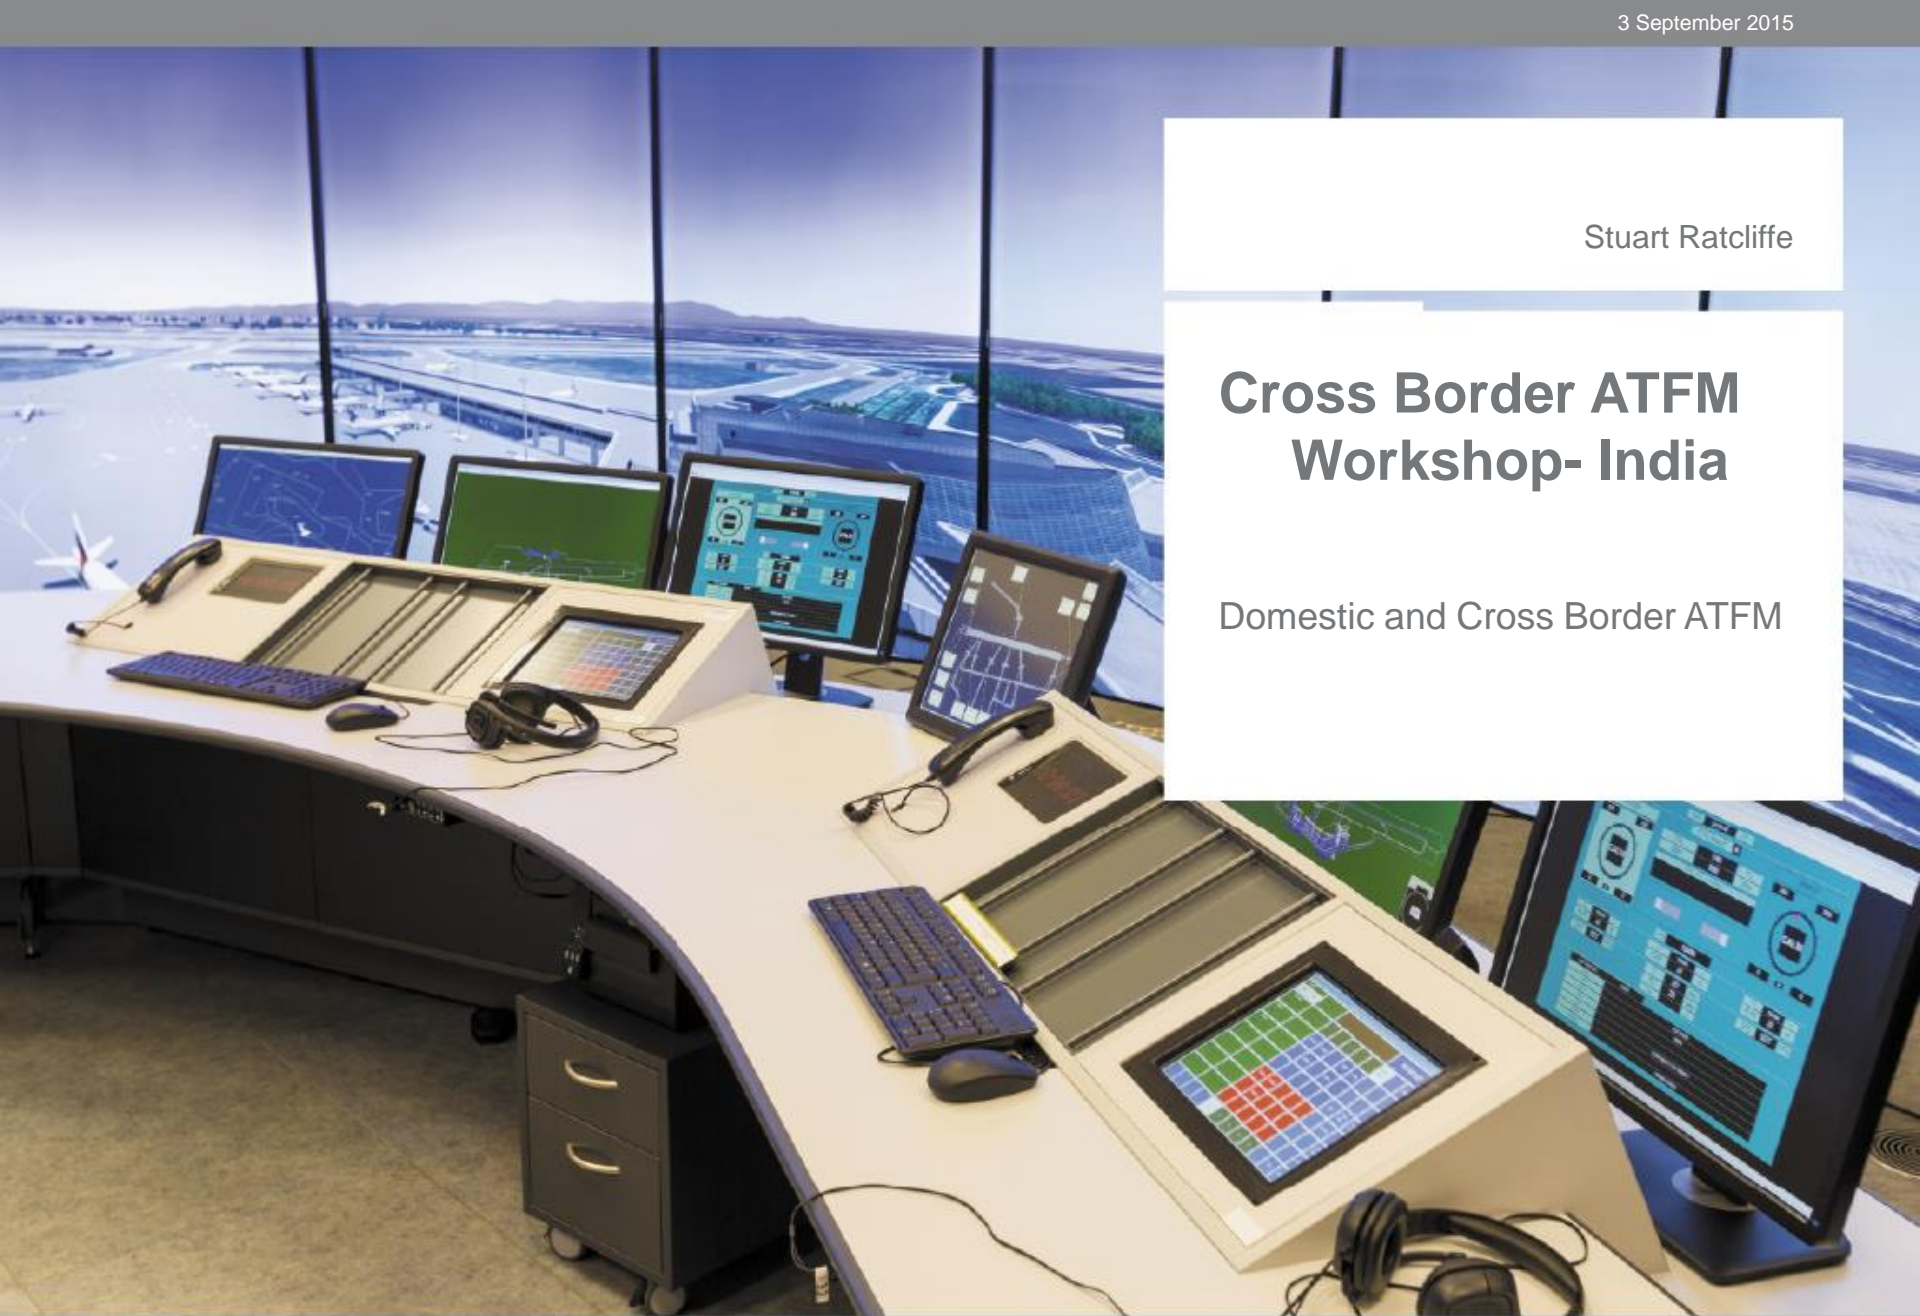 3 September 2015
Stuart Ratcliffe
Cross Border ATFM
Workshop- India
Domestic and Cross Border ATFM